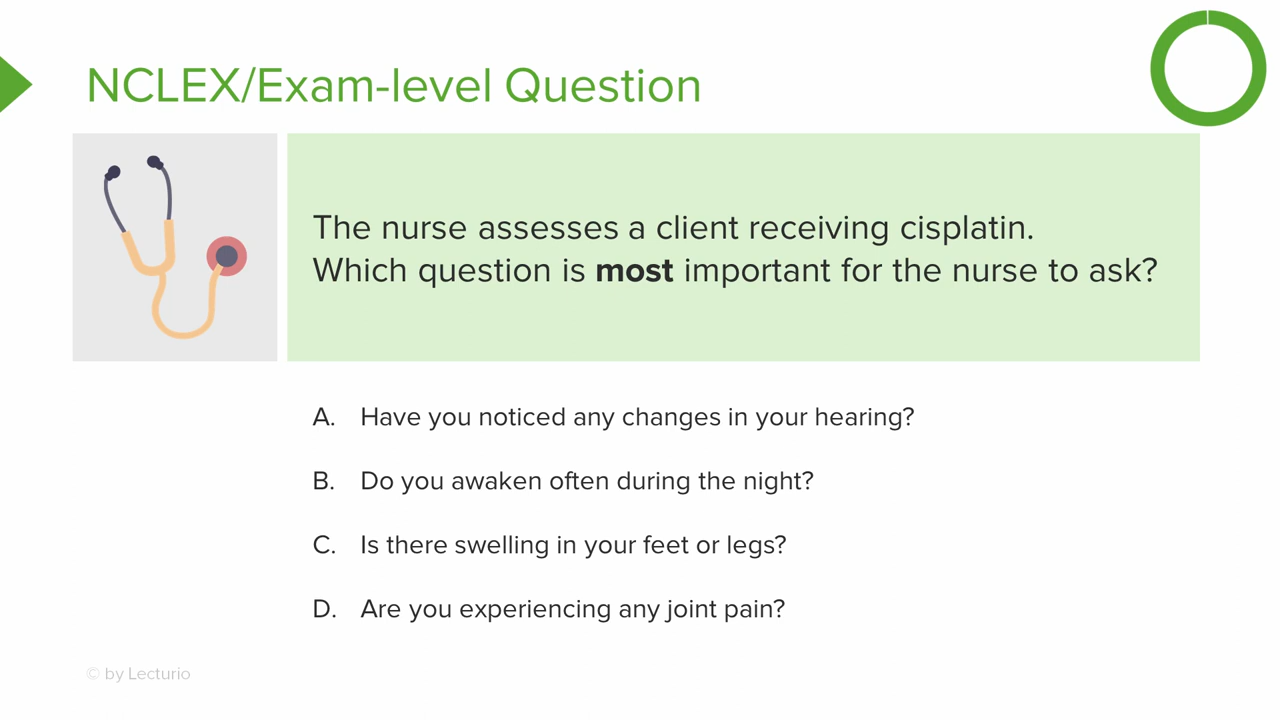 NCLEX/Exam-level Question
The nurse assesses a client receiving cisplatin.
Which question is most important for the nurse to ask?
A. Have you noticed any changes in your hearing?
B. Do you awaken often during the night?
C. Is there swelling in your feet or legs?
D. Are you experiencing any joint pain?
© by Lecturio